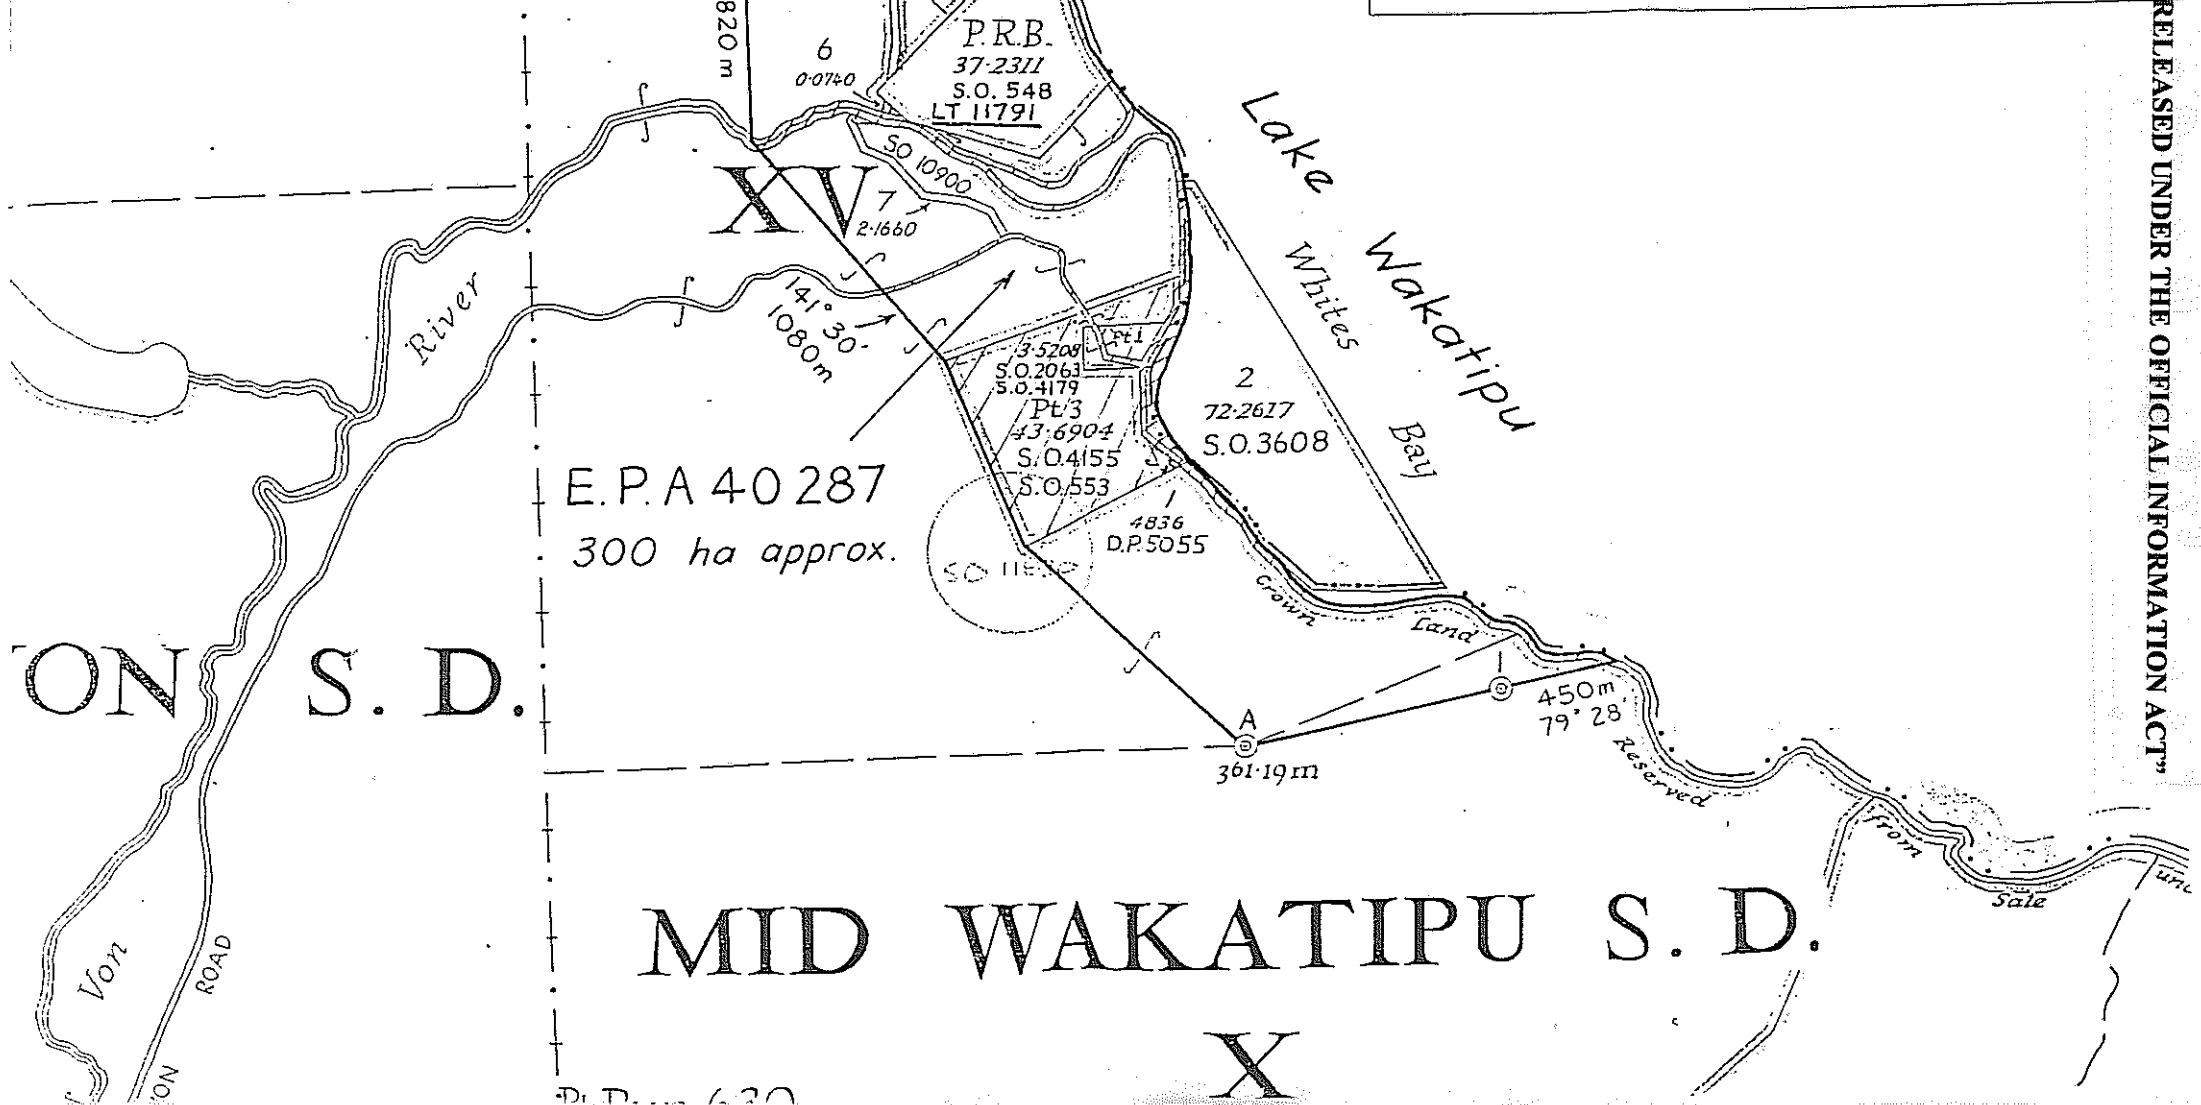 820 m
6
0·0740
P.R.B.
37·2311
S.O. 548
LT 11791
SO 10900
XV
7
2·1660
Lake Wakatipu
Whites Bay
River
141° 30'
1080m
3·5208
S.O.2063
S.O.4179
Pt 1
Pt 3
43·6904
S.O.4155
S.O.553
2
72·2617
S.O.3608
E.P.A 40 287
300 ha approx.
1
4836
D.P.5055
SO
Crown Land Reserved from Sale
ON S. D.
A
361·19m
450m
79° 28'
I
MID WAKATIPU S. D.
X
Von
ROAD
RELEASED UNDER THE OFFICIAL INFORMATION ACT"